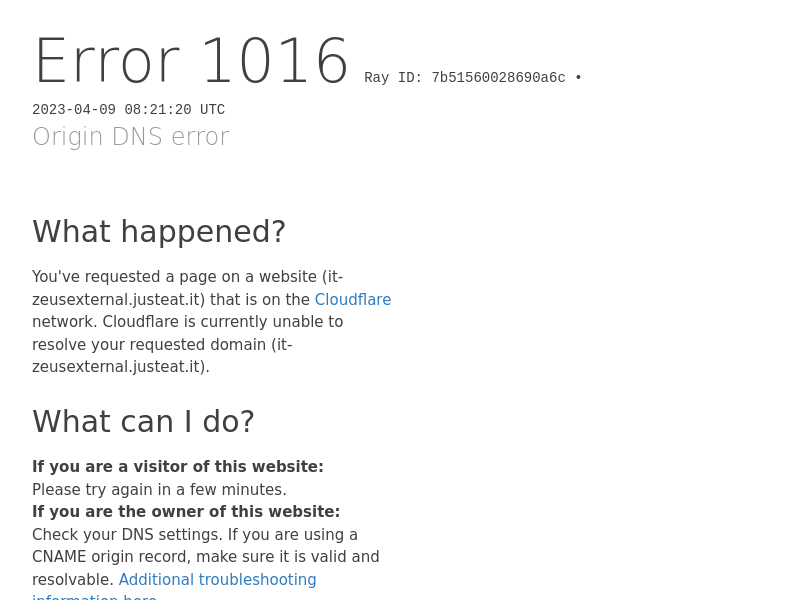 Error 1016 Ray ID: 7b51560028690a6c •
2023-04-09 08:21:20 UTC
Origin DNS error
What happened?
You've requested a page on a website (it-
zeusexternal.justeat.it) that is on the Cloudflare
network. Cloudflare is currently unable to
resolve your requested domain (it-
zeusexternal.justeat.it).
What can I do?
If you are a visitor of this website:
Please try again in a few minutes.
If you are the owner of this website:
Check your DNS settings. If you are using a
CNAME origin record, make sure it is valid and
resolvable. Additional troubleshooting
information here.